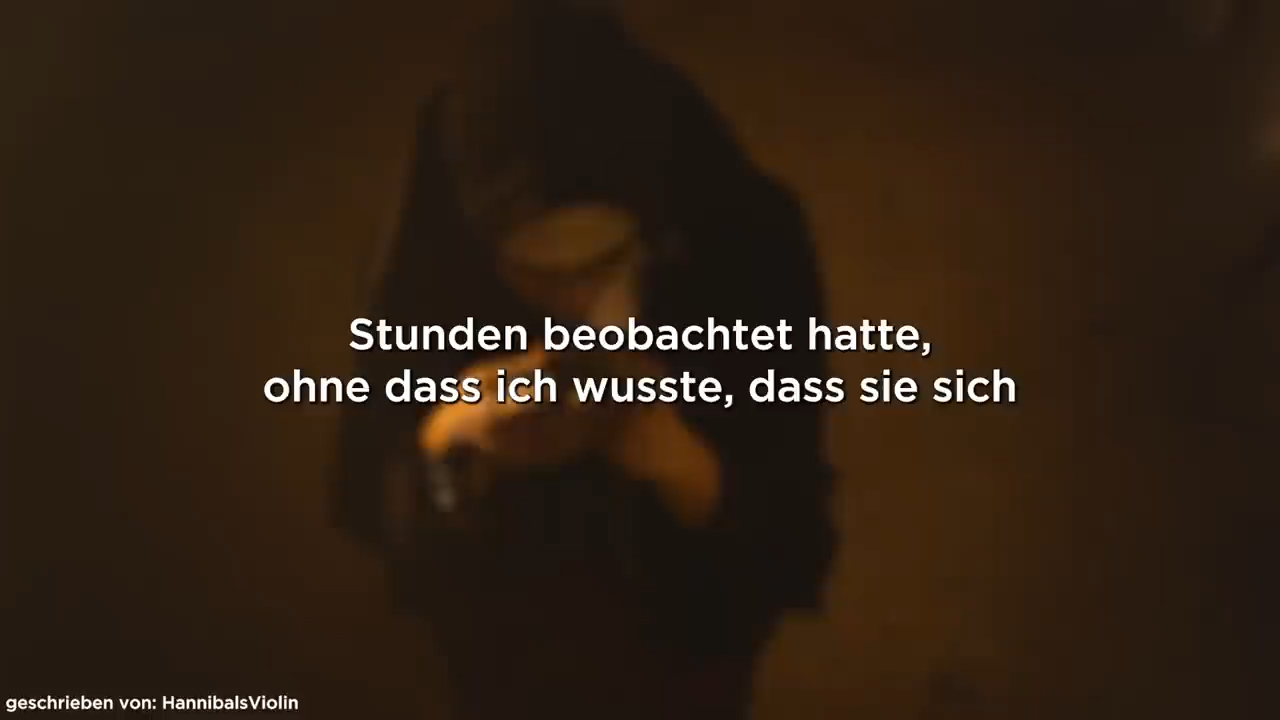 Stunden beobachtet hatte,
ohne dass ich wusste, dass sie sich
geschrieben von: HannibalsViolin